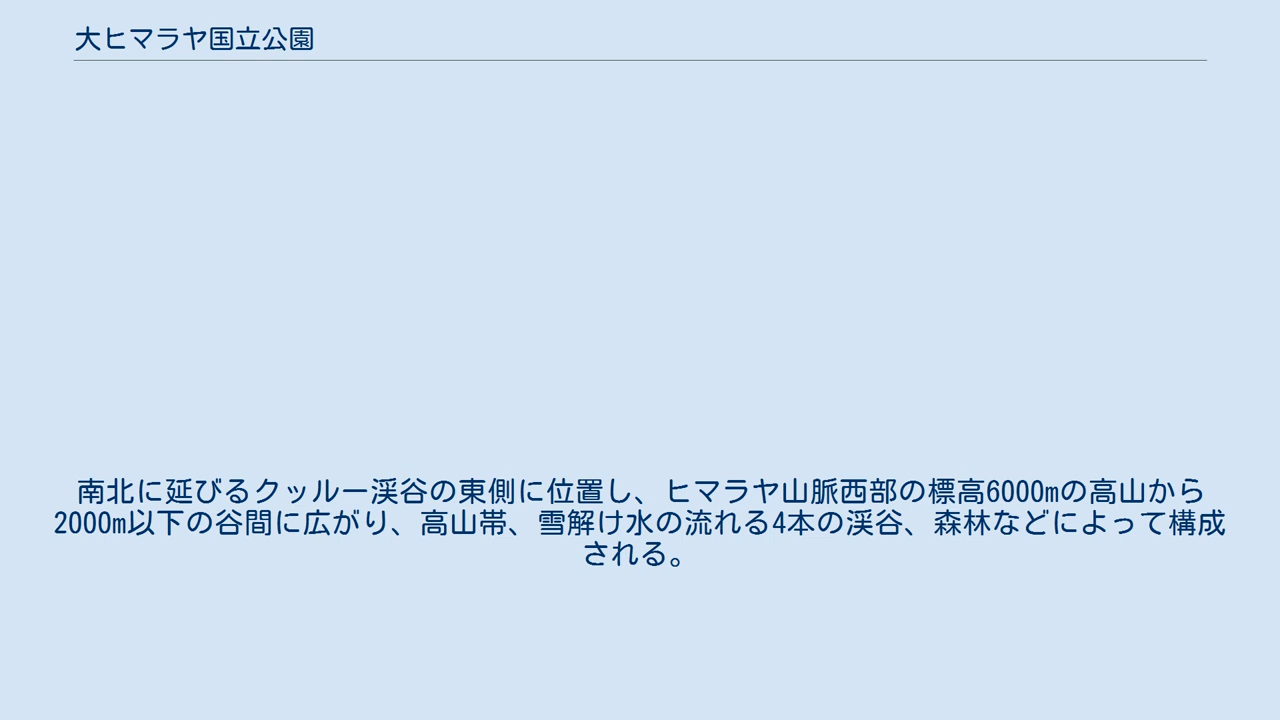 大ヒマラヤ国立公園
南北に延びるクッルー渓谷の東側に位置し、ヒマラヤ山脈西部の標高6000mの高山から
2000m以下の谷間に広がり、高山帯、雪解け水の流れる4本の渓谷、森林などによって構成
される。